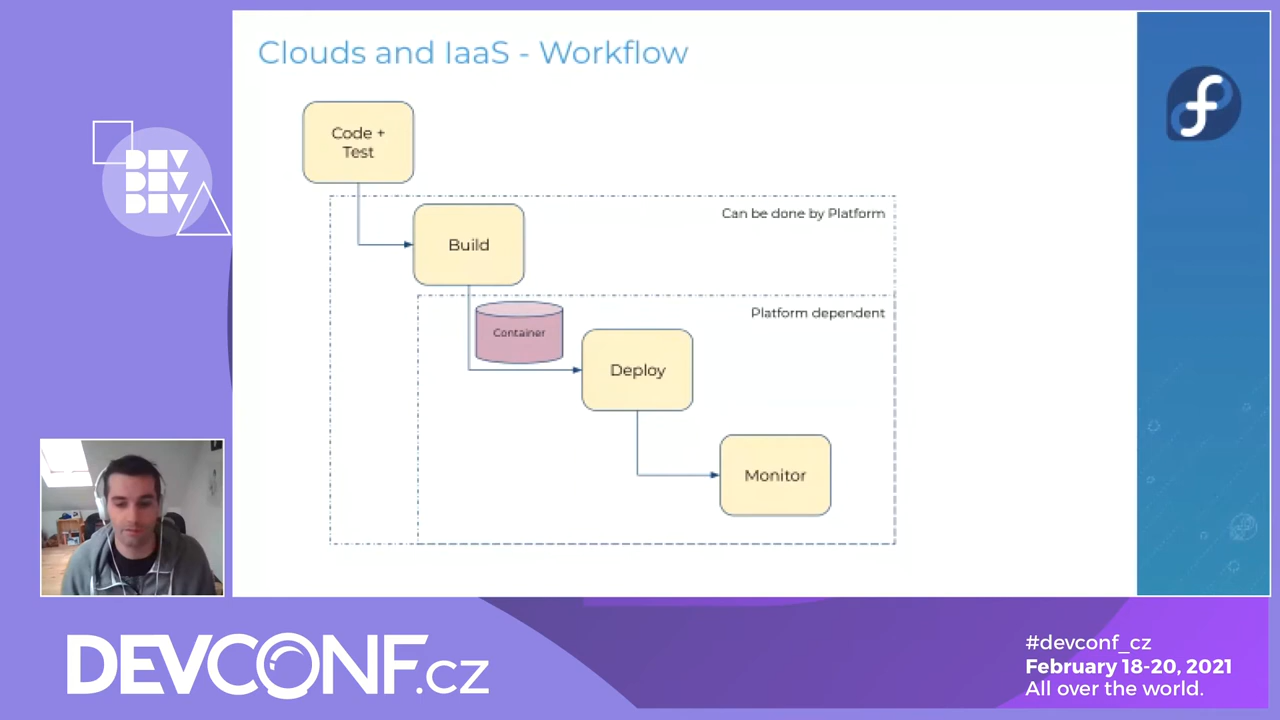 Clouds and IaaS - Workflow
Code +
Test
Can be done by Platform
Build
Platform dependent
Container
Deploy
Monitor
DEV
DEV
DEV
DEVCONF.cz
#devconf_cz
February 18-20, 2021
All over the world.